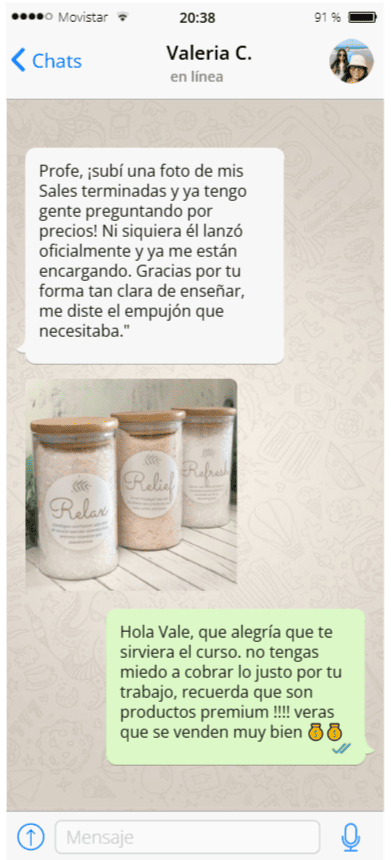 Movistar
20:38
91 %
Chats
Valeria C.
en línea
Profe, ¡subí una foto de mis
Sales terminadas y ya tengo
gente preguntando por
precios! Ni siquiera él lanzó
oficialmente y ya me están
encargando. Gracias por tu
forma tan clara de enseñar,
me diste el empujón que
necesitaba."
Relax
Relief
Refresh
Hola Vale, que alegría que te
sirviera el curso. no tengas
miedo a cobrar lo justo por tu
trabajo, recuerda que son
productos premium !!!! veras
que se venden muy bien 💰💰
Mensaje